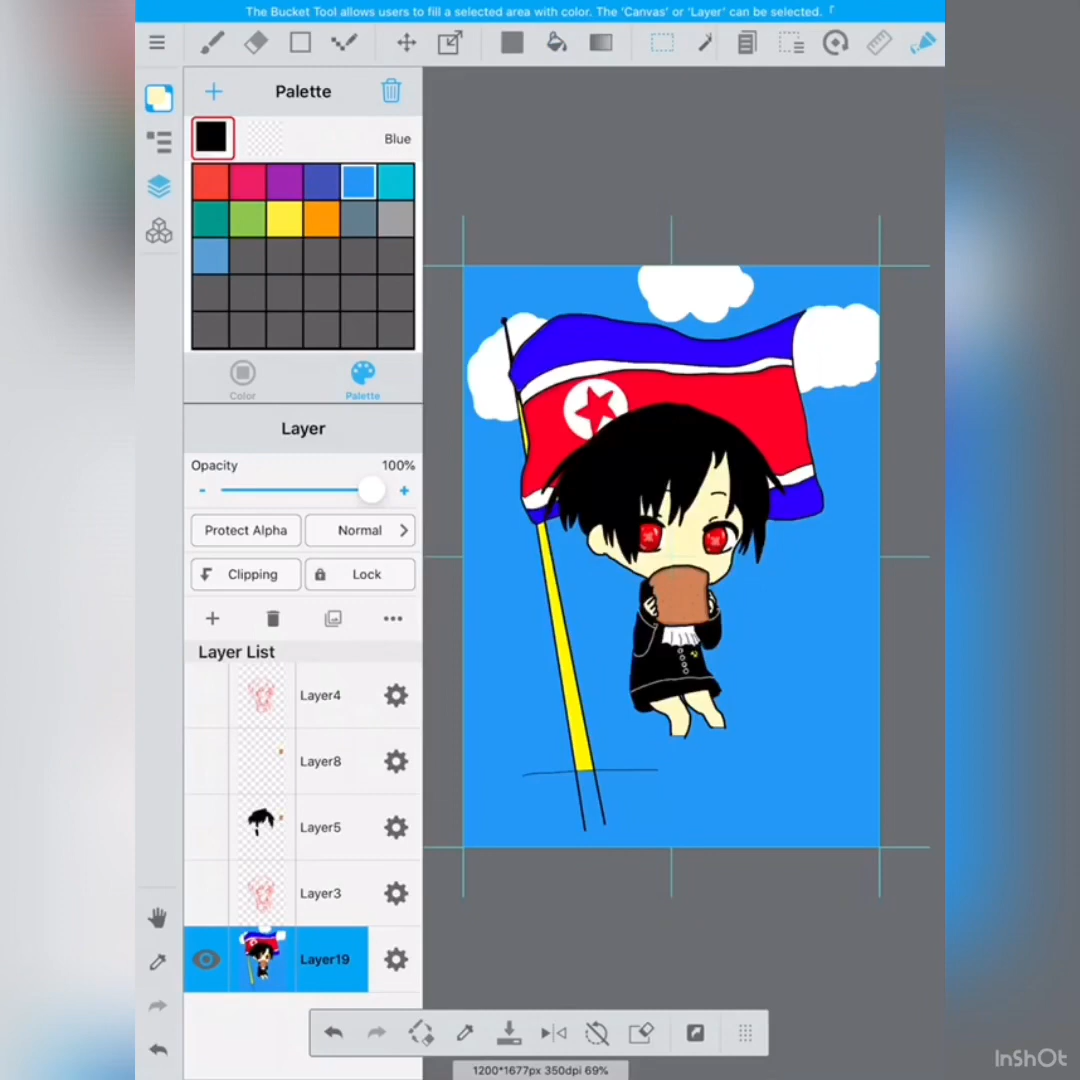 The Bucket Tool allows users to fill a selected area with color. The 'Canvas' or 'Layer' can be selected. 「
Palette
Blue
Color
Palette
Layer
Opacity 100%
- +
Protect Alpha Normal
Clipping Lock
Layer List
Layer4
Layer8
Layer5
Layer3
Layer19
1200*1677px 350dpi 69%
InShOt